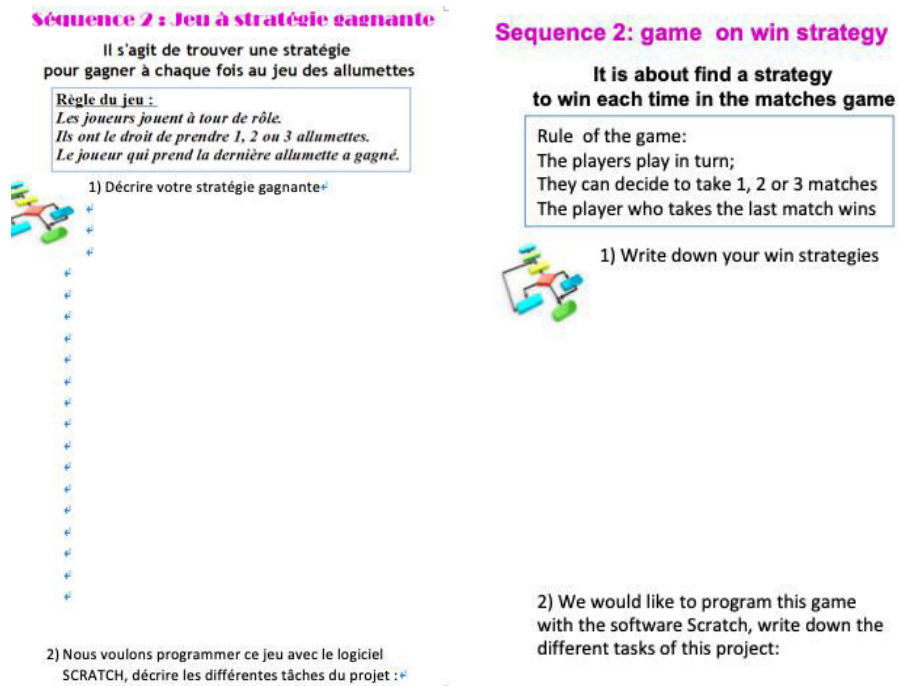 Séquence 2 : Jeu à stratégie gagnante
Il s'agit de trouver une stratégie
pour gagner à chaque fois au jeu des allumettes
Règle du jeu :
Les joueurs jouent à tour de rôle.
Ils ont le droit de prendre 1, 2 ou 3 allumettes.
Le joueur qui prend la dernière allumette a gagné.
1) Décrire votre stratégie gagnante
2) Nous voulons programmer ce jeu avec le logiciel
SCRATCH, décrire les différentes tâches du projet :
Sequence 2: game on win strategy
It is about find a strategy
to win each time in the matches game
Rule of the game:
The players play in turn;
They can decide to take 1, 2 or 3 matches
The player who takes the last match wins
1) Write down your win strategies
2) We would like to program this game
with the software Scratch, write down the
different tasks of this project: